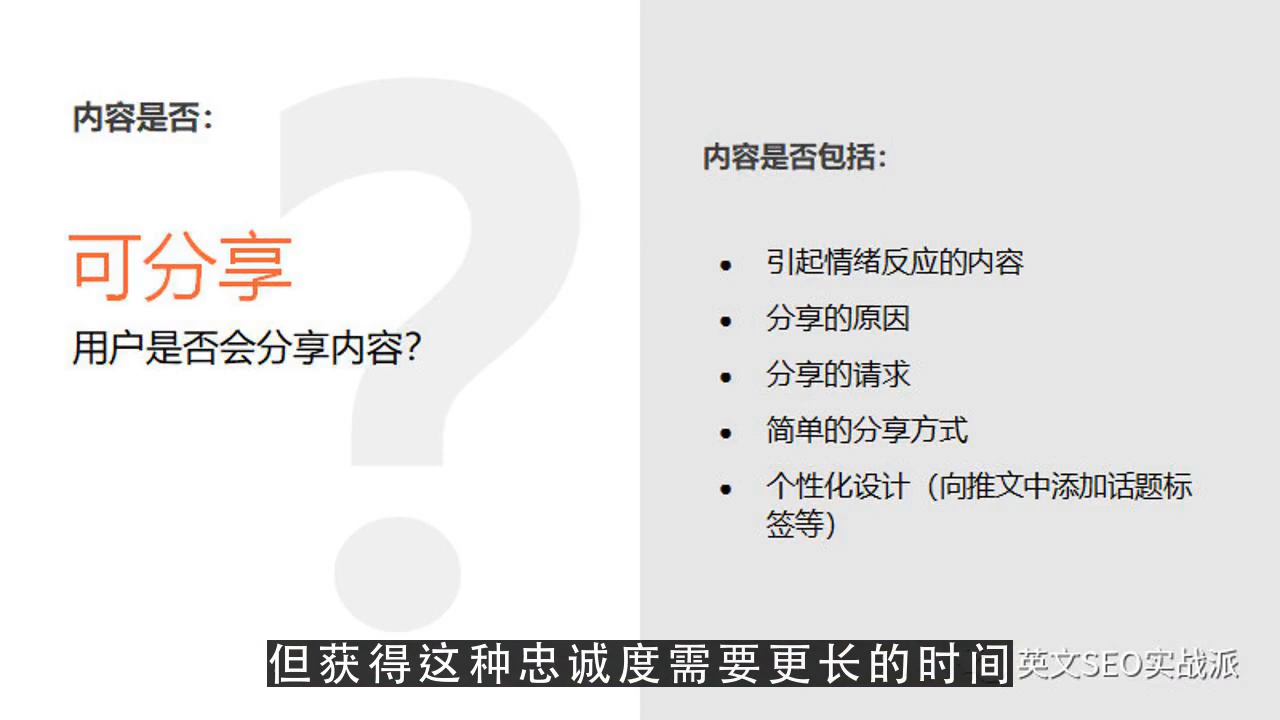 内容是否：
可分享
用户是否会分享内容？
内容是否包括：
● 引起情绪反应的内容
● 分享的原因
● 分享的请求
● 简单的分享方式
● 个性化设计（向推文中添加话题标
签等）
但获得这种忠诚度需要更长的时间
英文SEO实战派